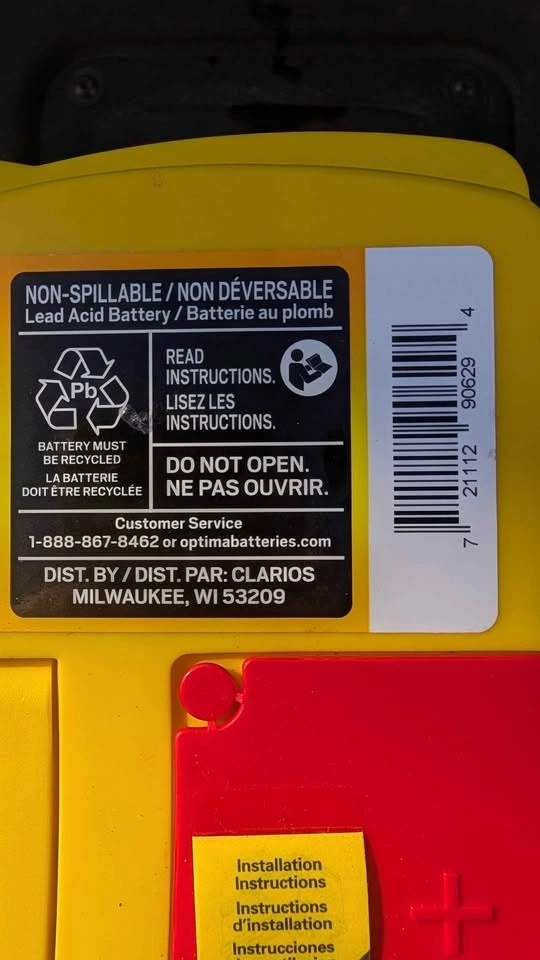 NON-SPILLABLE / NON DÉVERSABLE
Lead Acid Battery / Batterie au plomb
Pb
BATTERY MUST
BE RECYCLED
LA BATTERIE
DOIT ÊTRE RECYCLÉE
READ
INSTRUCTIONS.
LISEZ LES
INSTRUCTIONS.
DO NOT OPEN.
NE PAS OUVRIR.
Customer Service
1-888-867-8462 or optimabatteries.com
DIST. BY / DIST. PAR: CLARIOS
MILWAUKEE, WI 53209
7 21112 90629 4
Installation
Instructions
Instructions
d'installation
Instrucciones